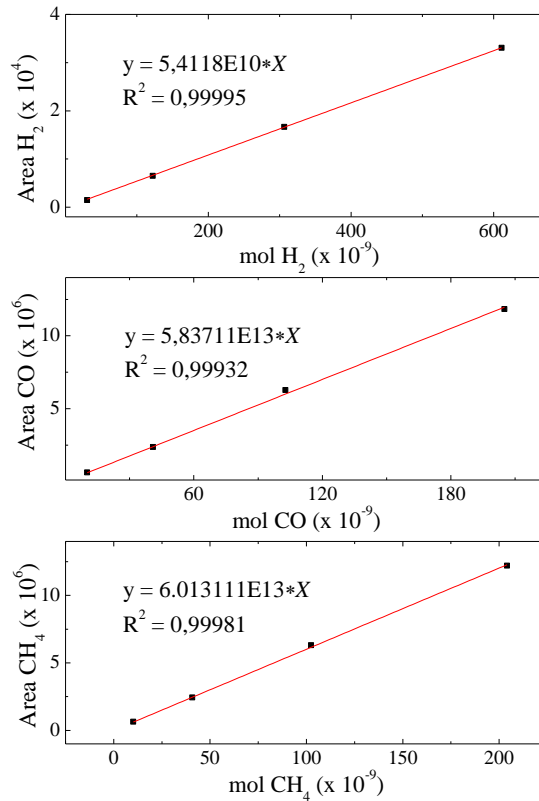 Area H₂ (x 10⁴)
4
2
0
y = 5,4118E10*X
R² = 0,99995
200
400
600
mol H₂ (x 10⁻⁹)
Area CO (x 10⁶)
10
5
y = 5,83711E13*X
R² = 0,99932
60
120
180
mol CO (x 10⁻⁹)
Area CH₄ (x 10⁶)
10
5
0
y = 6.013111E13*X
R² = 0,99981
0
50
100
150
200
mol CH₄ (x 10⁻⁹)